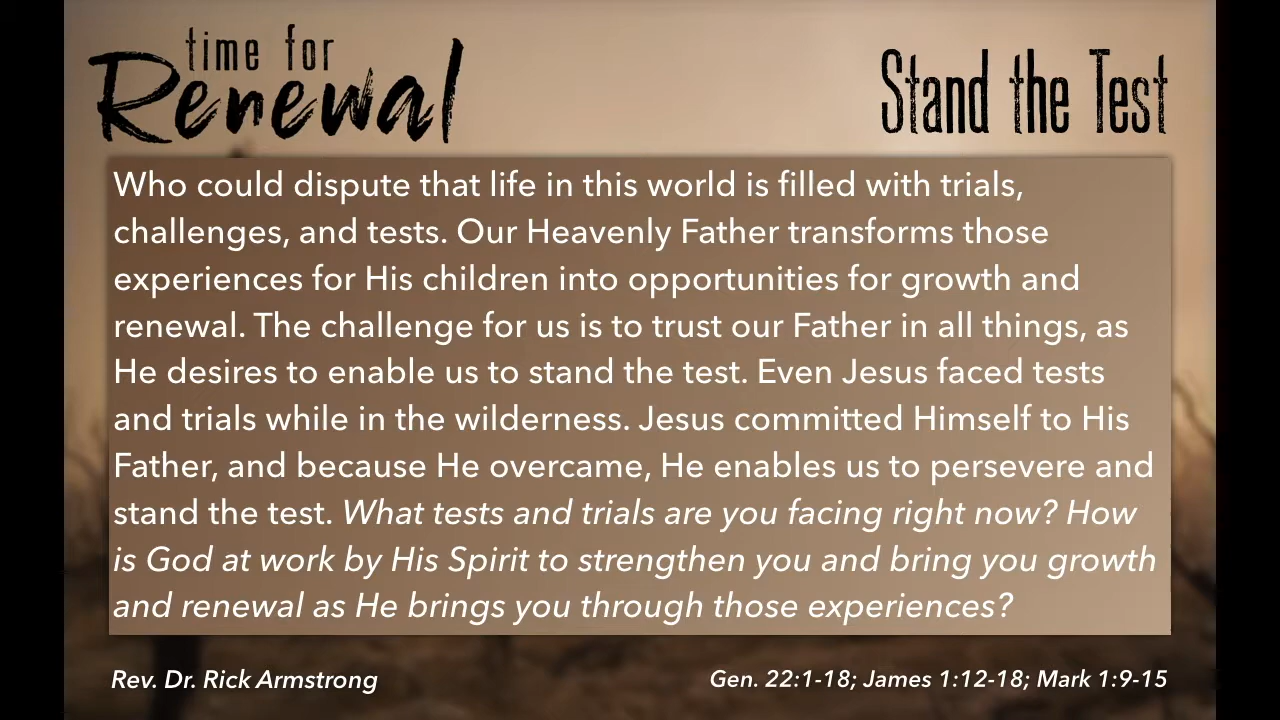 time for
Renewal
Stand the Test
Who could dispute that life in this world is filled with trials,
challenges, and tests. Our Heavenly Father transforms those
experiences for His children into opportunities for growth and
renewal. The challenge for us is to trust our Father in all things, as
He desires to enable us to stand the test. Even Jesus faced tests
and trials while in the wilderness. Jesus committed Himself to His
Father, and because He overcame, He enables us to persevere and
stand the test. What tests and trials are you facing right now? How
is God at work by His Spirit to strengthen you and bring you growth
and renewal as He brings you through those experiences?
Rev. Dr. Rick Armstrong
Gen. 22:1-18; James 1:12-18; Mark 1:9-15